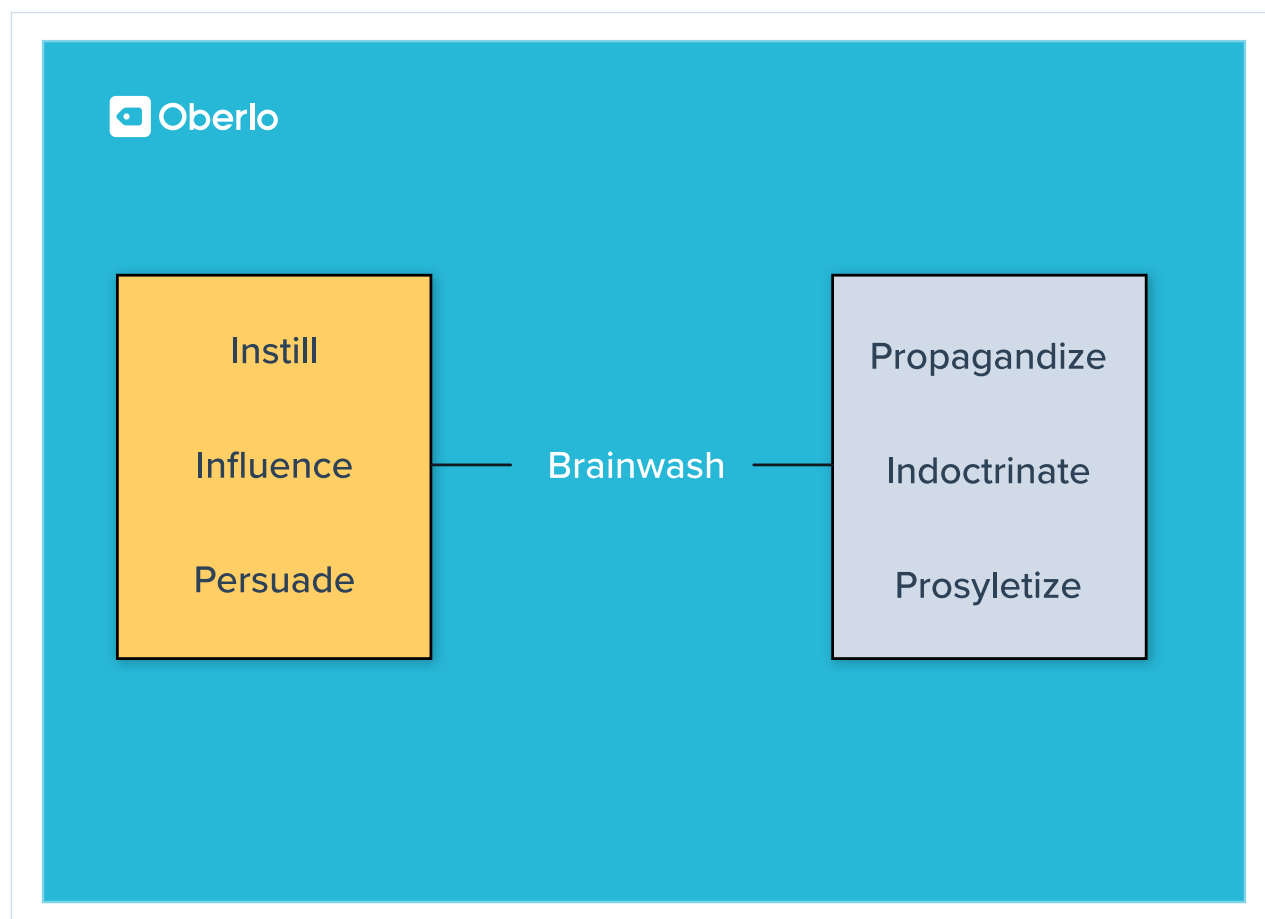 Oberlo
Instill
Influence
Persuade
Brainwash
Propagandize
Indoctrinate
Prosyletize